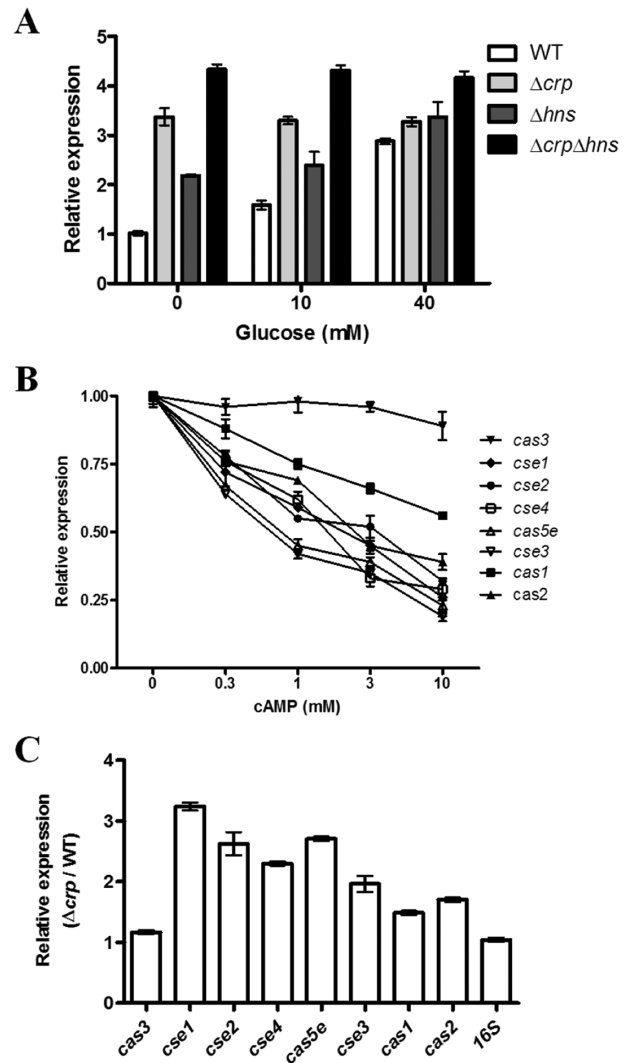 A
Relative expression
5
4
3
2
1
0
0 10 40
Glucose (mM)
WT
Δcrp
Δhns
ΔcrpΔhns
B
Relative expression
1.00
0.75
0.50
0.25
0.00
0 0.3 1 3 10
cAMP (mM)
cas3
cse1
cse2
cse4
cas5e
cse3
cas1
cas2
C
Relative expression
(Δcrp / WT)
4
3
2
1
0
cas3 cse1 cse2 cse4 cas5e cse3 cas1 cas2 16S